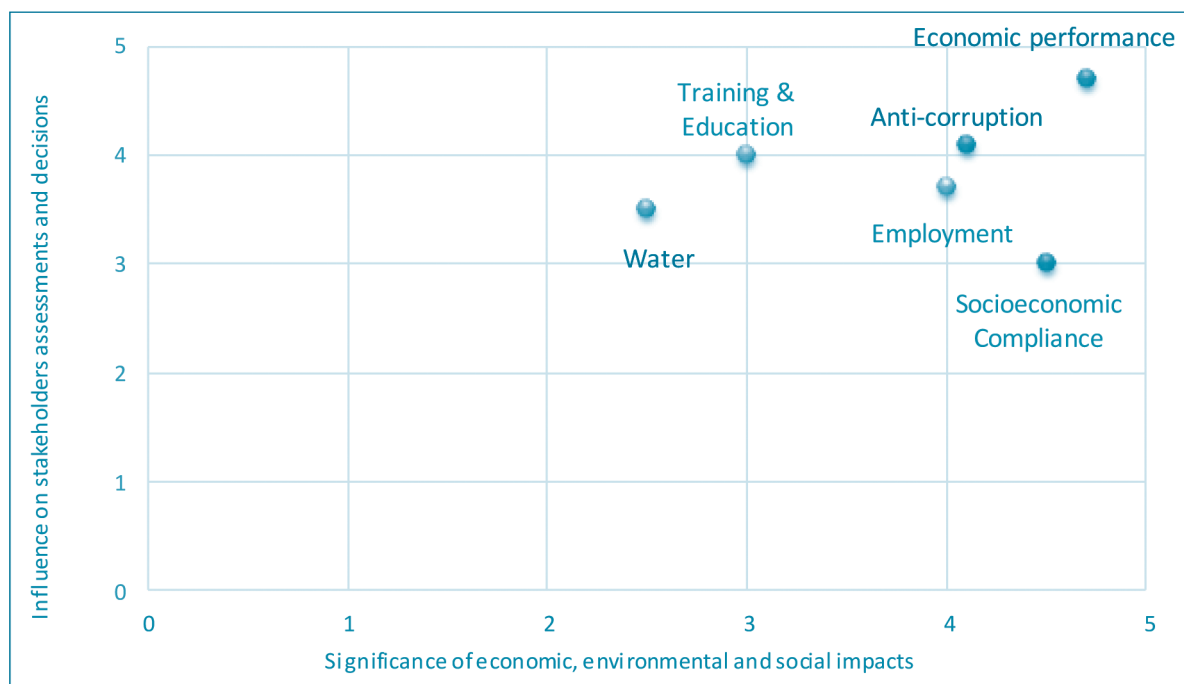 Economic performance
5
Training &
Education
Anti-corruption
4
Employment
Water
3
Socioeconomic
Compliance
2
1
0
0 1 2 3 4 5
Significance of economic, environmental and social impacts
Influence on stakeholders assessments and decisions